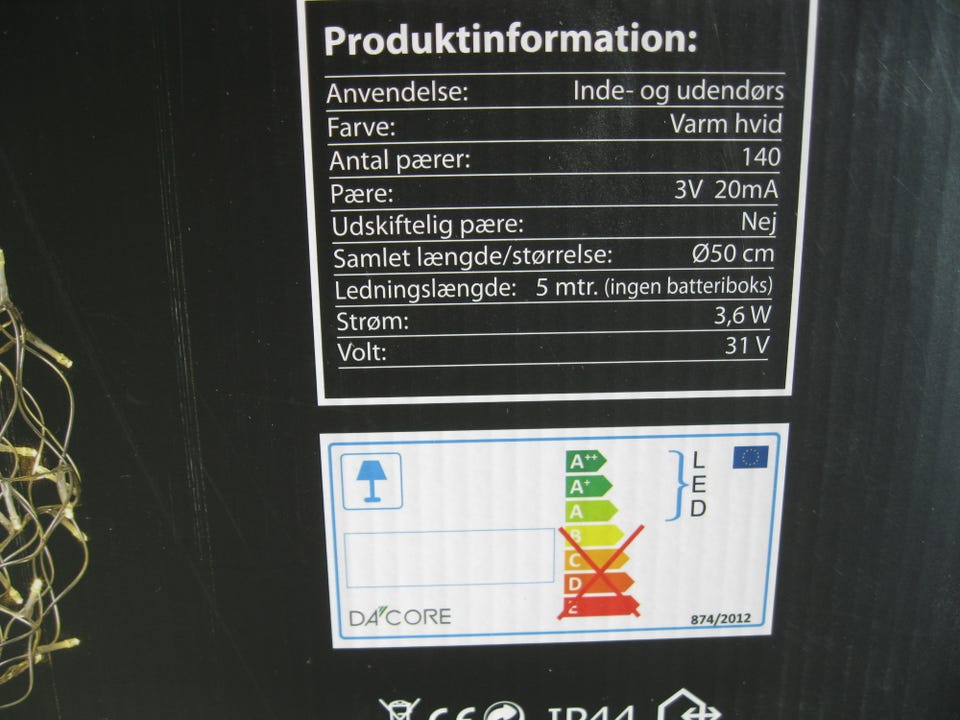 Produktinformation:
Anvendelse: Inde- og udendørs
Farve: Varm hvid
Antal pærer: 140
Pære: 3V 20mA
Udskiftelig pære: Nej
Samlet længde/størrelse: Ø50 cm
Ledningslængde: 5 mtr. (ingen batteriboks)
Strøm: 3,6 W
Volt: 31 V
A++
A+
A
B
C
D
E
L
E
D
DA'CORE
874/2012
CE IP44